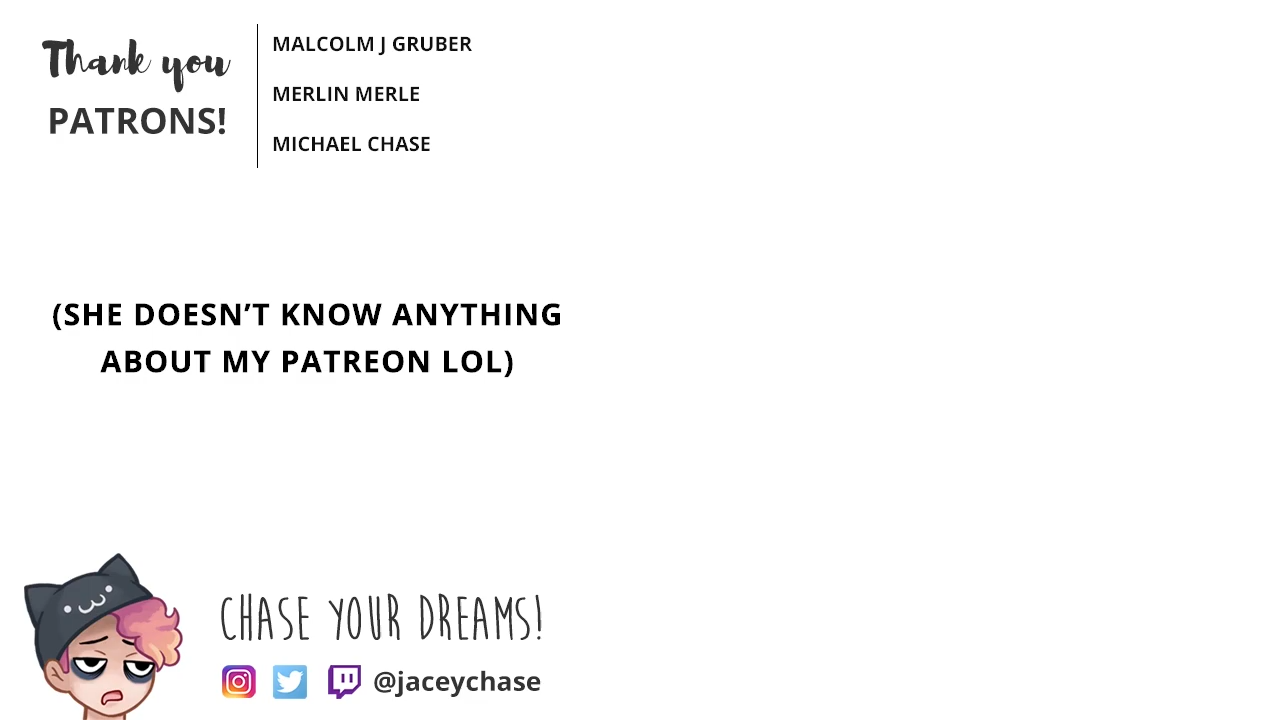 Thank you
PATRONS!
MALCOLM J GRUBER
MERLIN MERLE
MICHAEL CHASE
(SHE DOESN’T KNOW ANYTHING
ABOUT MY PATREON LOL)
CHASE YOUR DREAMS!
@jaceychase